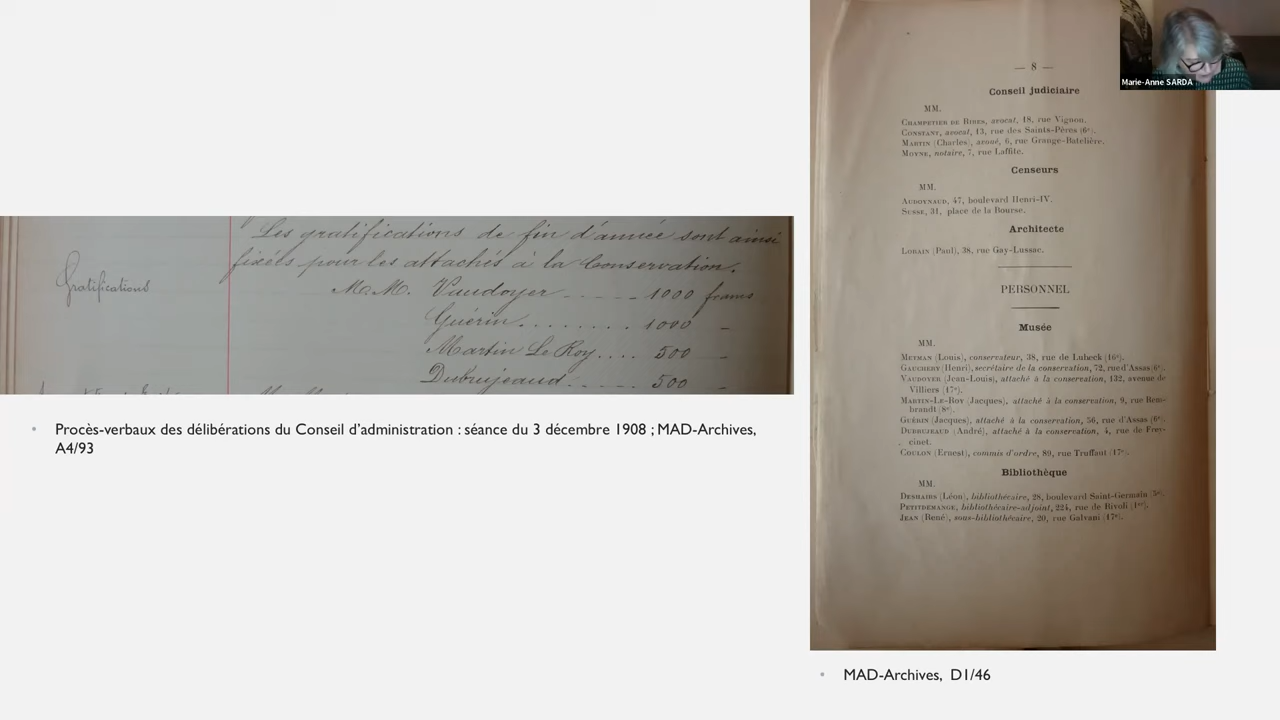 Les gratifications de fin d'année sont ainsi
fixées pour les attachés à la Conservation.
Gratifications
M.M. Vaudoyer ----- 1000 francs
Guérin........ 1000 -
Martin Le Roy.... 500 -
Dubrujeaud...... 500 -
• Procès-verbaux des délibérations du Conseil d'administration : séance du 3 décembre 1908 ; MAD-Archives,
A4/93
Marie-Anne SARDA
— 8 —
Conseil judiciaire
MM.
CHAMPETIER DE RIBES, avocat, 18, rue Vignon.
CONSTANT, avocat, 13, rue des Saints-Pères (6e).
MARTIN (Charles), avoué, 6, rue Grange-Batelière.
MOYNE, notaire, 7, rue Laffite.
Censeurs
MM.
AUDOYNAUD, 47, boulevard Henri-IV.
SUSSE, 31, place de la Bourse.
Architecte
LORAIN (Paul), 38, rue Gay-Lussac.
PERSONNEL
Musée
MM.
METMAN (Louis), conservateur, 38, rue de Lubeck (16e).
GAUCHERY (Henri), secrétaire de la conservation, 72, rue d'Assas (6e).
VAUDOYER (Jean-Louis), attaché à la conservation, 132, avenue de
Villiers (17e).
MARTIN-LE-ROY (Jacques), attaché à la conservation, 9, rue Rem-
brandt (8e).
GUÉRIN (Jacques), attaché à la conservation, 56, rue d'Assas (6e).
DUBRUJEAUD (André), attaché à la conservation, 4, rue de Frey-
cinet.
COULON (Ernest), commis d'ordre, 89, rue Truffaut (17e).
Bibliothèque
MM.
DESHAIRS (Léon), bibliothécaire, 28, boulevard Saint-Germain (5e).
PETITDEMANGE, bibliothécaire-adjoint, 224, rue de Rivoli (1er).
JEAN (René), sous-bibliothécaire, 20, rue Galvani (17e).
• MAD-Archives, D1/46